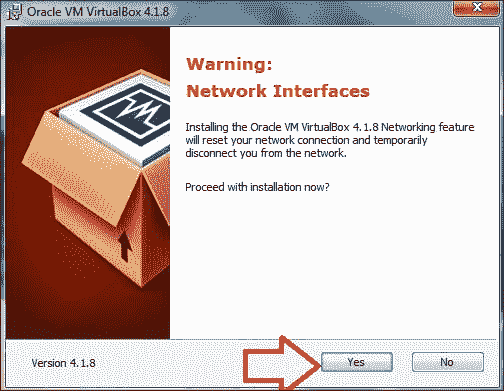 Oracle VM VirtualBox 4.1.8
Warning:
Network Interfaces
Installing the Oracle VM VirtualBox 4.1.8 Networking feature
will reset your network connection and temporarily
disconnect you from the network.
Proceed with installation now?
Version 4.1.8
Yes
No